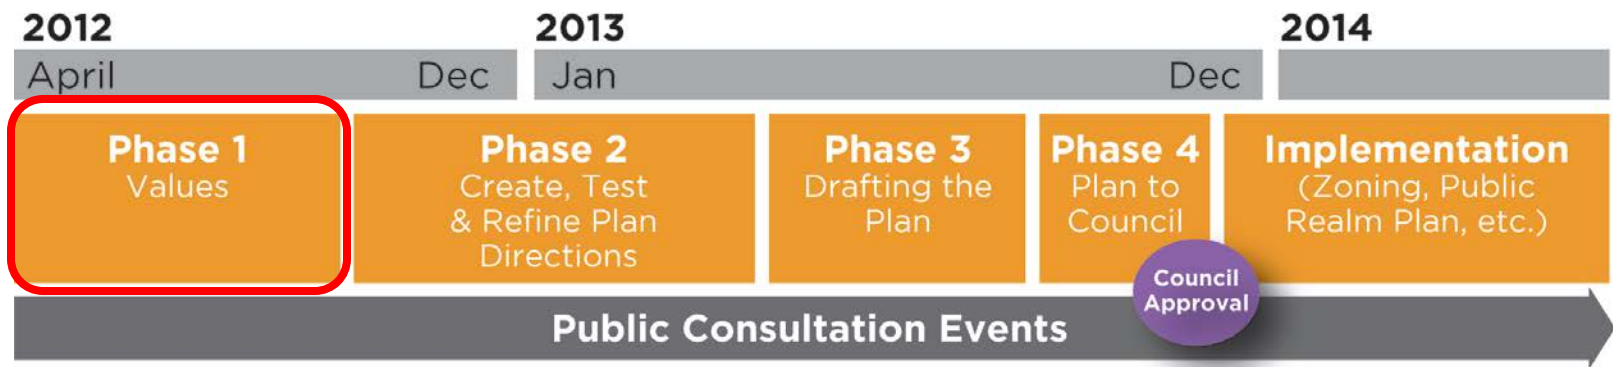 2012
2013
2014
April
Dec
Jan
Dec
Phase 1
Values
Phase 2
Create, Test
& Refine Plan
Directions
Phase 3
Drafting the
Plan
Phase 4
Plan to
Council
Implementation
(Zoning, Public
Realm Plan, etc.)
Council
Approval
Public Consultation Events